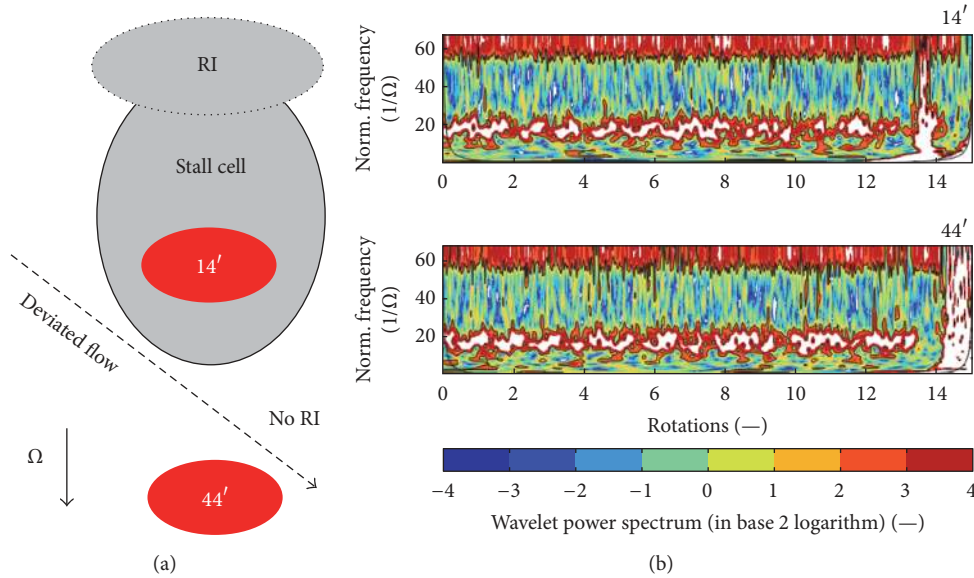 RI
Stall cell
14′
Deviated flow
No RI
Ω
44′
(a)
14′
Norm. frequency
(1/Ω)
60
40
20
0 2 4 6 8 10 12 14
44′
Norm. frequency
(1/Ω)
60
40
20
0 2 4 6 8 10 12 14
Rotations (—)
−4 −3 −2 −1 0 1 2 3 4
Wavelet power spectrum (in base 2 logarithm) (—)
(b)